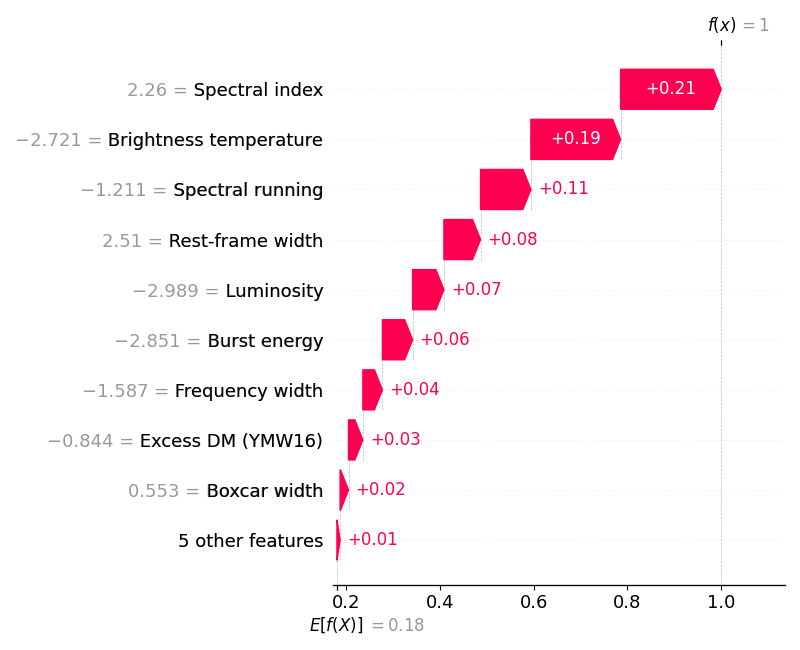 f(x) = 1
2.26 = Spectral index
+0.21
−2.721 = Brightness temperature
+0.19
−1.211 = Spectral running
+0.11
2.51 = Rest-frame width
+0.08
−2.989 = Luminosity
+0.07
−2.851 = Burst energy
+0.06
−1.587 = Frequency width
+0.04
−0.844 = Excess DM (YMW16)
+0.03
0.553 = Boxcar width
+0.02
5 other features
+0.01
0.2 0.4 0.6 0.8 1.0
E[f(X)] = 0.18